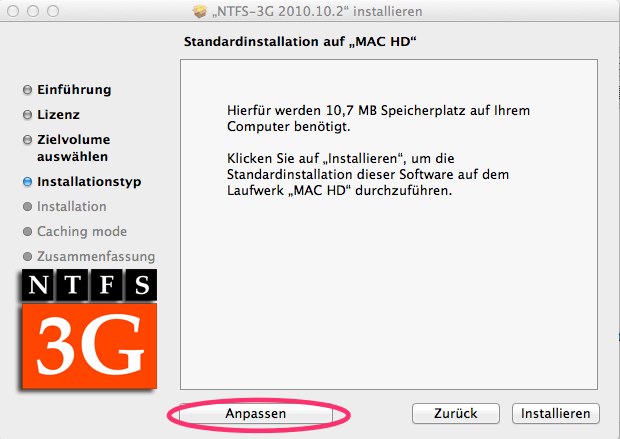 „NTFS-3G 2010.10.2“ installieren
Standardinstallation auf „MAC HD“
Einführung
Lizenz
Zielvolume
auswählen
Installationstyp
Installation
Caching mode
Zusammenfassung
NTFS
3G
Hierfür werden 10,7 MB Speicherplatz auf Ihrem
Computer benötigt.
Klicken Sie auf „Installieren“, um die
Standardinstallation dieser Software auf dem
Laufwerk „MAC HD“ durchzuführen.
Anpassen
Zurück
Installieren